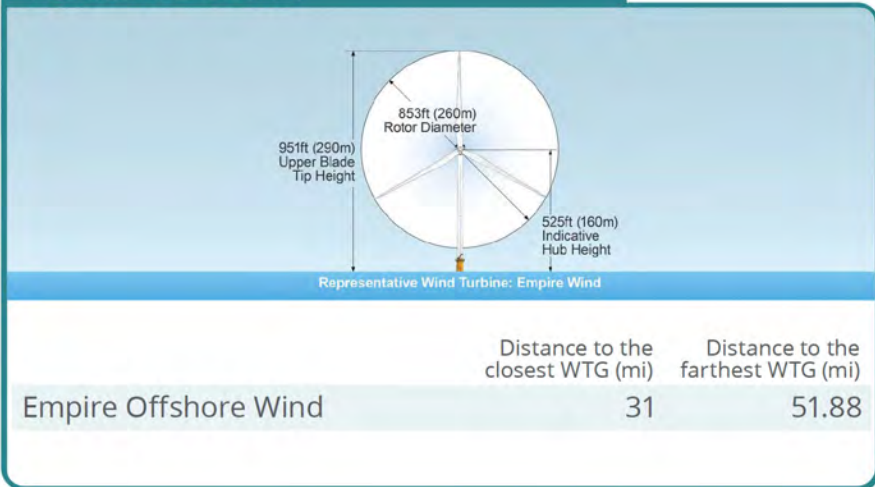 853ft (260m)
Rotor Diameter
951ft (290m)
Upper Blade
Tip Height
525ft (160m)
Indicative
Hub Height
Representative Wind Turbine: Empire Wind
Distance to the
closest WTG (mi)
Distance to the
farthest WTG (mi)
Empire Offshore Wind 31 51.88